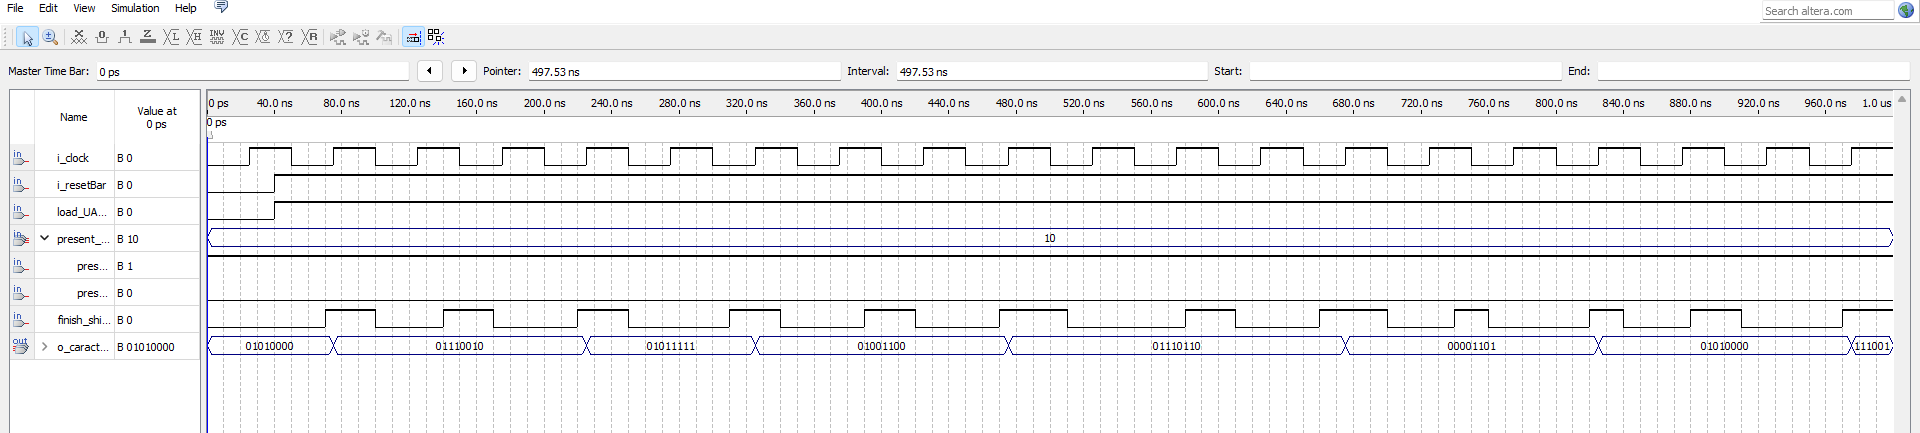 File Edit View Simulation Help
Search altera.com
Master Time Bar: 0 ps Pointer: 497.53 ns Interval: 497.53 ns Start: End:
Name Value at 0 ps 0 ps 40.0 ns 80.0 ns 120.0 ns 160.0 ns 200.0 ns 240.0 ns 280.0 ns 320.0 ns 360.0 ns 400.0 ns 440.0 ns 480.0 ns 520.0 ns 560.0 ns 600.0 ns 640.0 ns 680.0 ns 720.0 ns 760.0 ns 800.0 ns 840.0 ns 880.0 ns 920.0 ns 960.0 ns 1.0 us
0 ps
in i_clock B 0
in i_resetBar B 0
in load_UA... B 0
in present_... B 10 10
in pres... B 1
in pres... B 0
in finish_shi... B 0
out o_caract... B 01010000 01010000 01110010 01011111 01001100 01110110 00001101 01010000 111001